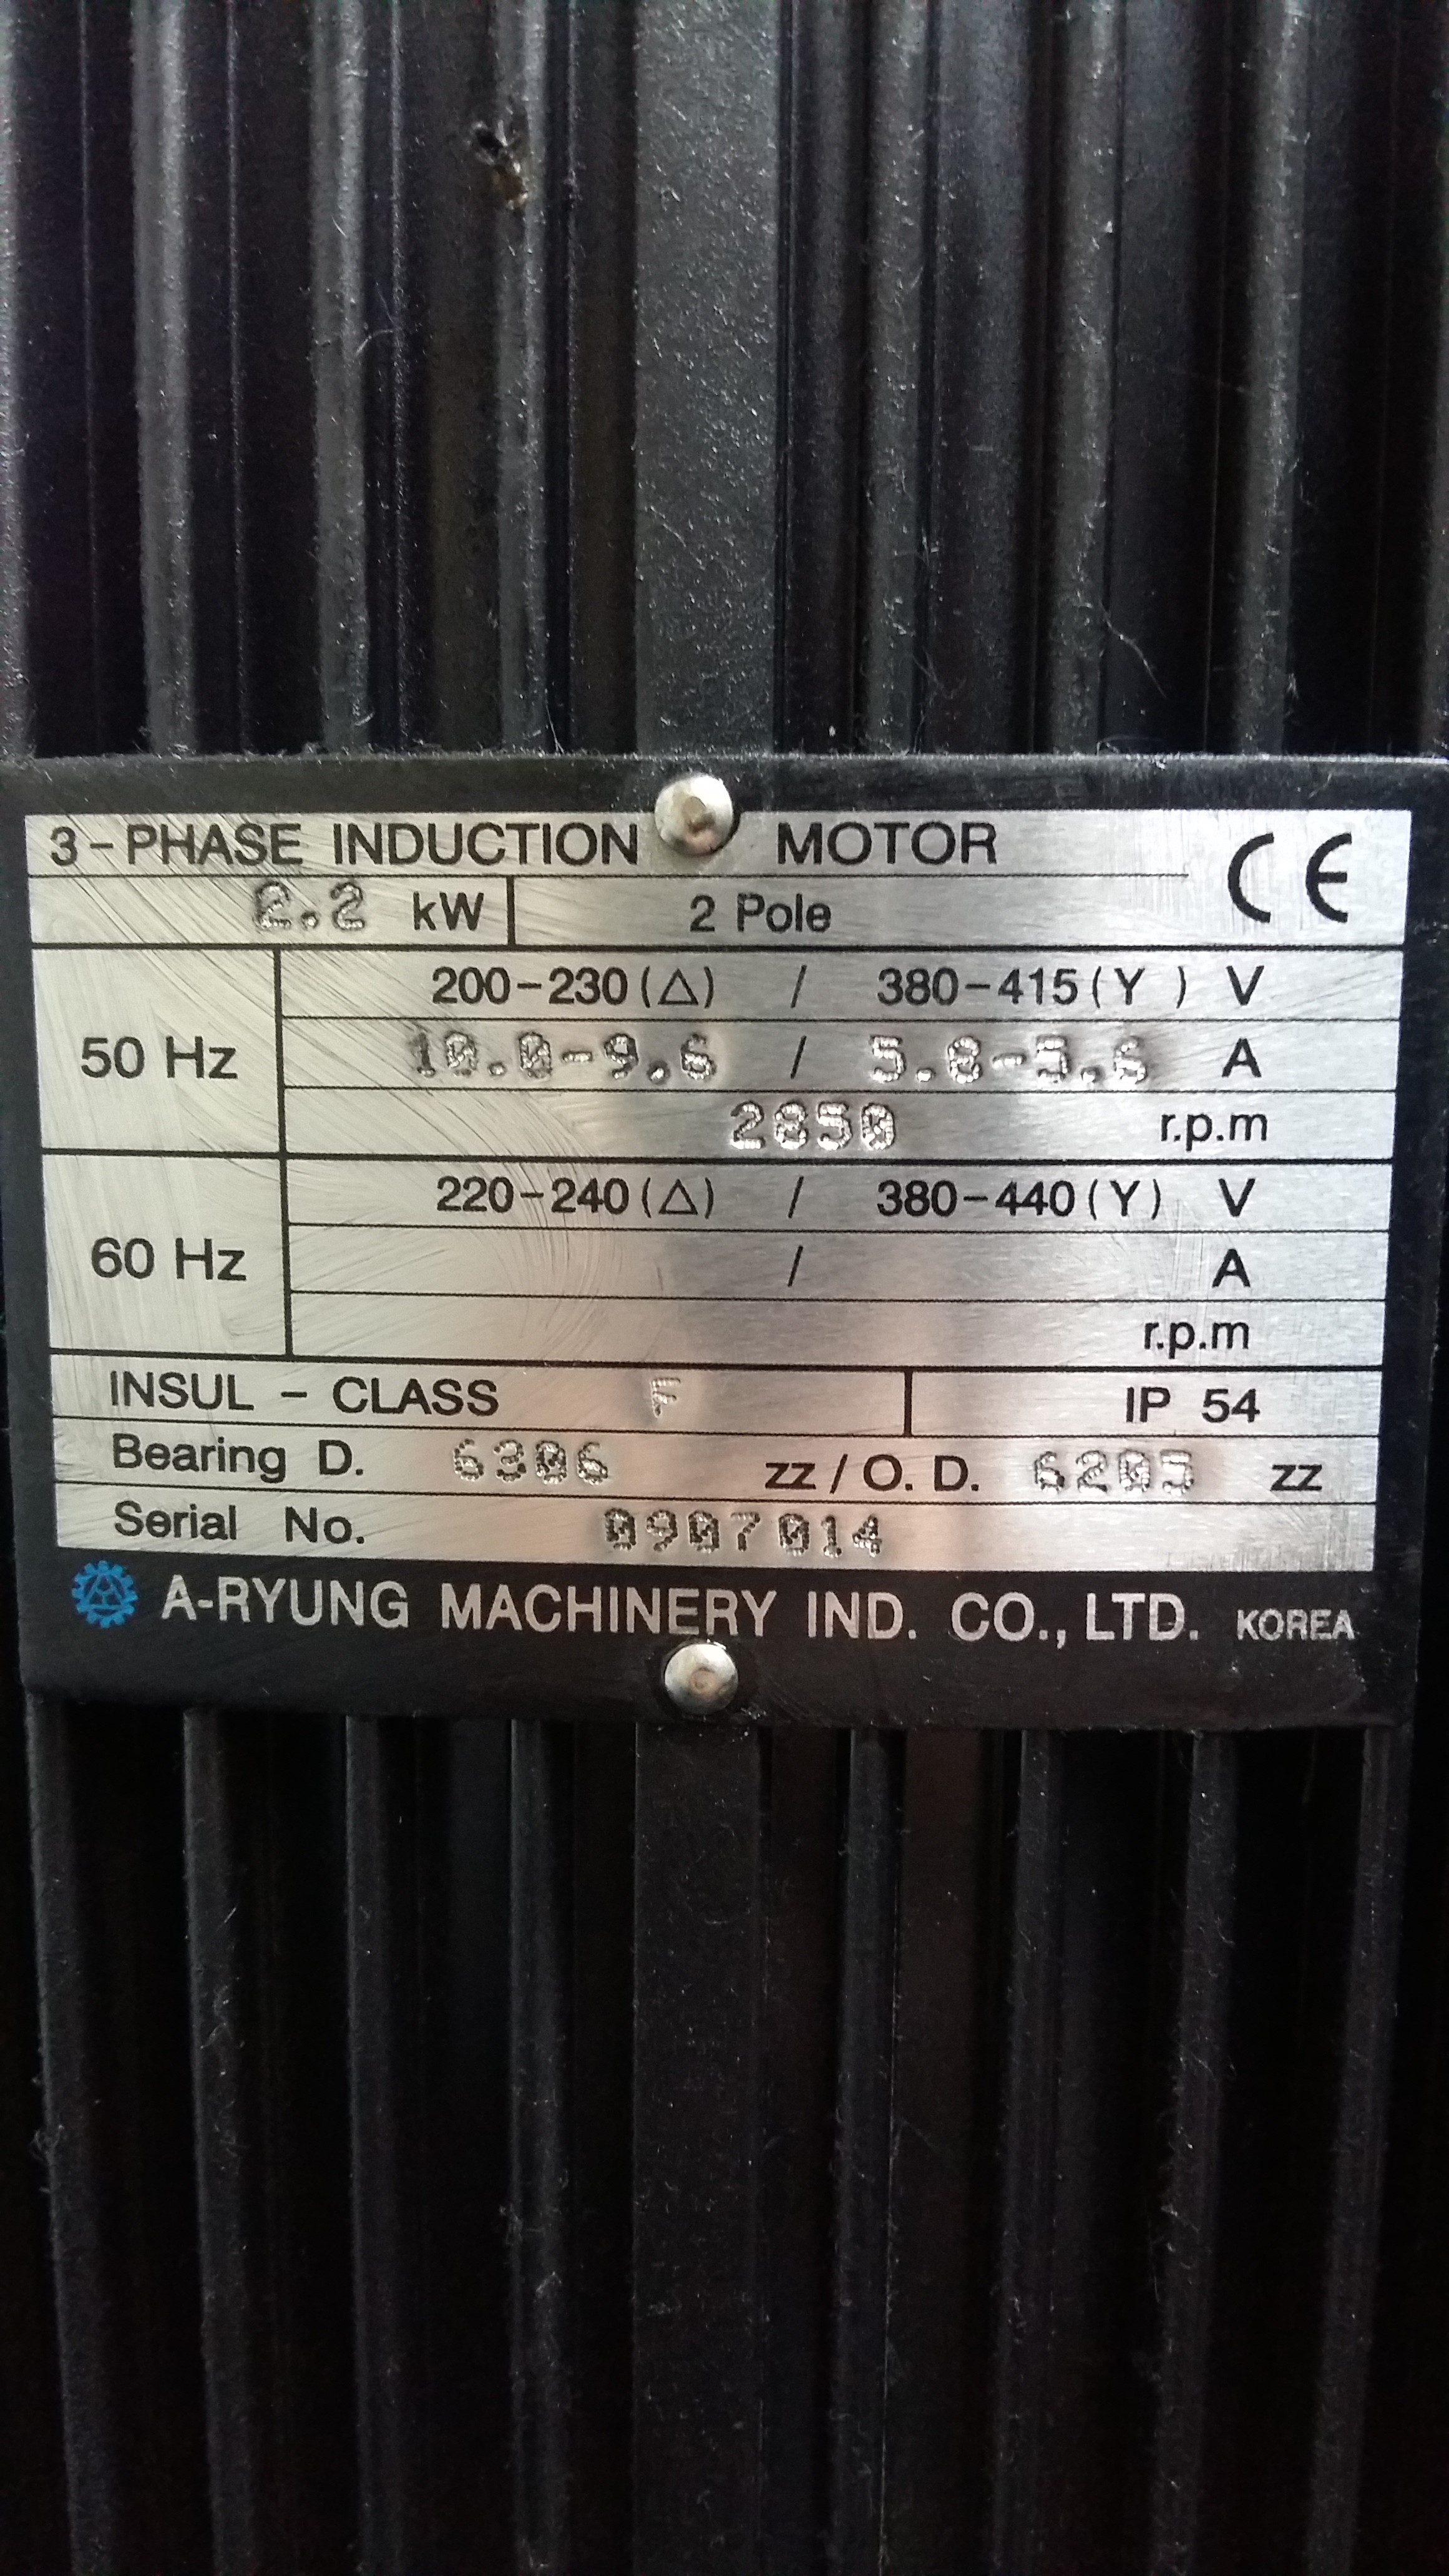 3-PHASE INDUCTION MOTOR
CE
2.2 kW 2 Pole
200-230(△) / 380-415(Y) V
50 Hz 10.0-9.6 / 5.8-5.6 A
2850 r.p.m
220-240(△) / 380-440(Y) V
60 Hz / A
r.p.m
INSUL - CLASS F IP 54
Bearing D. 6306 zz / O.D. 6205 zz
Serial No. 0907014
A-RYUNG MACHINERY IND. CO., LTD. KOREA